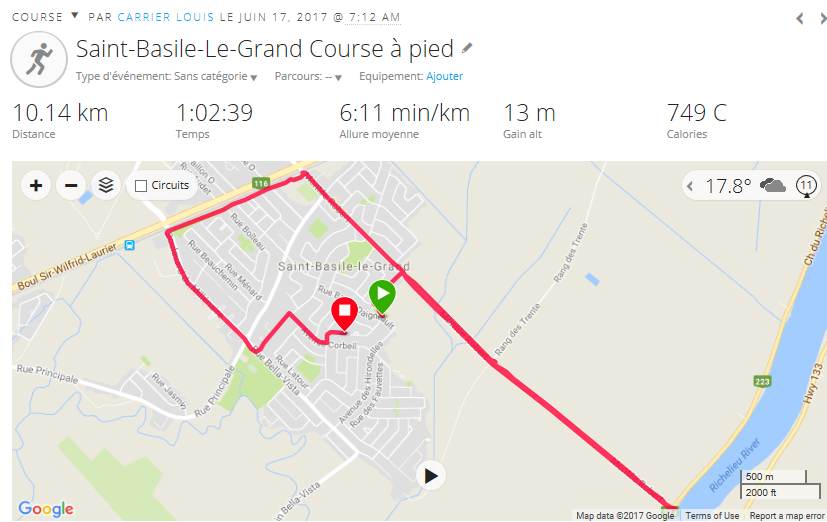 COURSE ▼ PAR CARRIER LOUIS LE JUIN 17, 2017 @ 7:12 AM
Saint-Basile-Le-Grand Course à pied
Type d'événement: Sans catégorie ▼ Parcours: -- ▼ Equipement: Ajouter
10.14 km 1:02:39 6:11 min/km 13 m 749 C
Distance Temps Allure moyenne Gain alt Calories
+ − Circuits
116
17.8° 11
Rue Boileau
Boul Sir-Wilfrid-Laurier
Rue Beauchemin
Rue Ménard
Saint-Basile-le-Grand
Rang des Trente
Ch du Riche
Corbeil
Rang des Trente
Rue Principale
Rue Jasmin
Rue Principale
Rue Bella-Vista
Rue Latour
Avenue des Hirondelles
Rue des Fauvettes
223
Hwy 133
Richelieu River
n Bella-Vista
500 m
2000 ft
Google
Map data ©2017 Google Terms of Use Report a map error